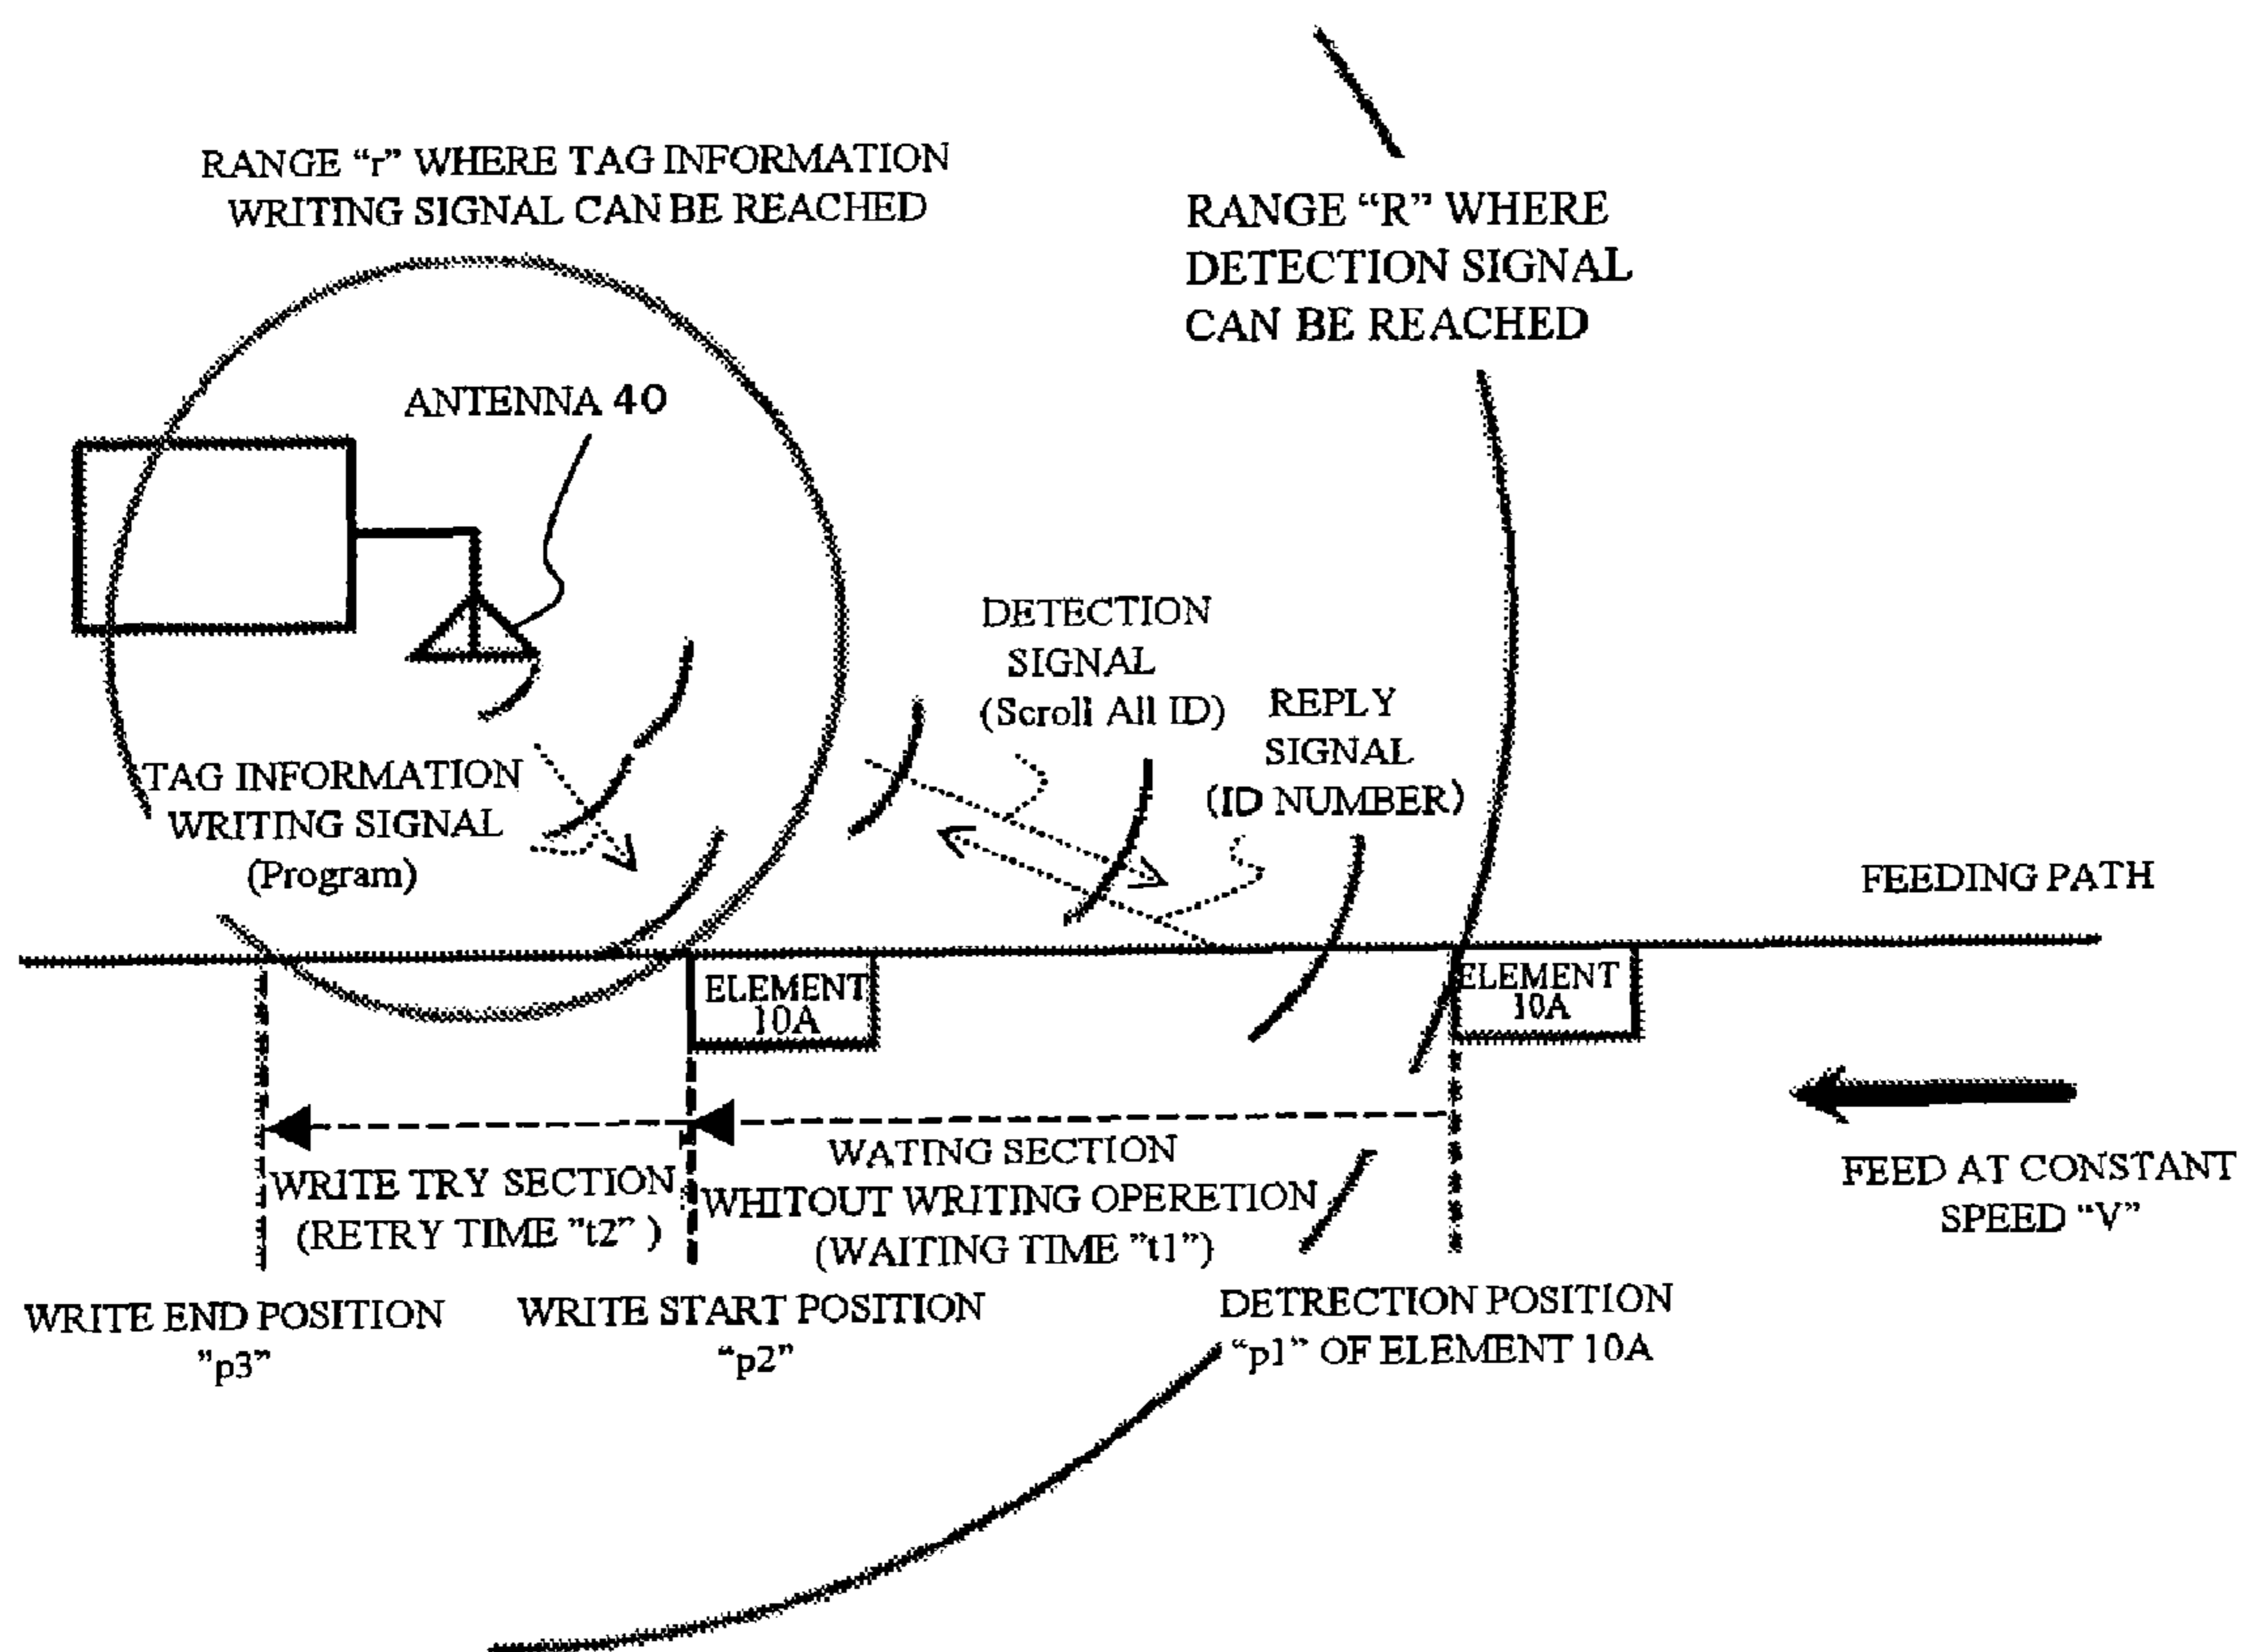 RANGE “r” WHERE TAG INFORMATION
WRITING SIGNAL CAN BE REACHED
RANGE “R” WHERE
DETECTION SIGNAL
CAN BE REACHED
ANTENNA 40
DETECTION
SIGNAL
(Scroll All ID)
REPLY
SIGNAL
(ID NUMBER)
TAG INFORMATION
WRITING SIGNAL
(Program)
FEEDING PATH
ELEMENT
10A
ELEMENT
10A
WRITE TRY SECTION
(RETRY TIME ”t2” )
WATING SECTION
WHITOUT WRITING OPERETION
(WAITING TIME ”t1”)
FEED AT CONSTANT
SPEED “V”
WRITE END POSITION
”p3”
WRITE START POSITION
“p2”
DETRECTION POSITION
“p1” OF ELEMENT 10A